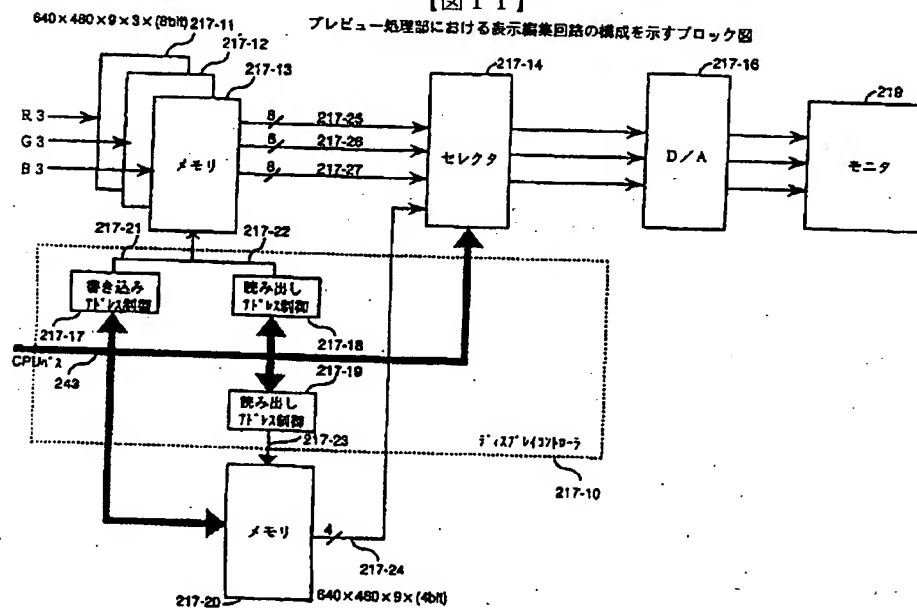 【図11】
プレビュー処理部における表示編集回路の構成を示すブロック図
640×480×9×3×(8bit)
217-11
217-12
217-13
217-14
217-16
219
R3
G3
B3
メモリ
8
217-25
8
217-26
8
217-27
セレクタ
D/A
モニタ
217-21
217-22
書き込み
アドレス制御
読み出し
アドレス制御
217-17
217-18
CPUバス
243
217-19
読み出し
アドレス制御
217-23
ディスプレイコントローラ
217-10
メモリ
4
217-24
217-20
640×480×9×(4bit)